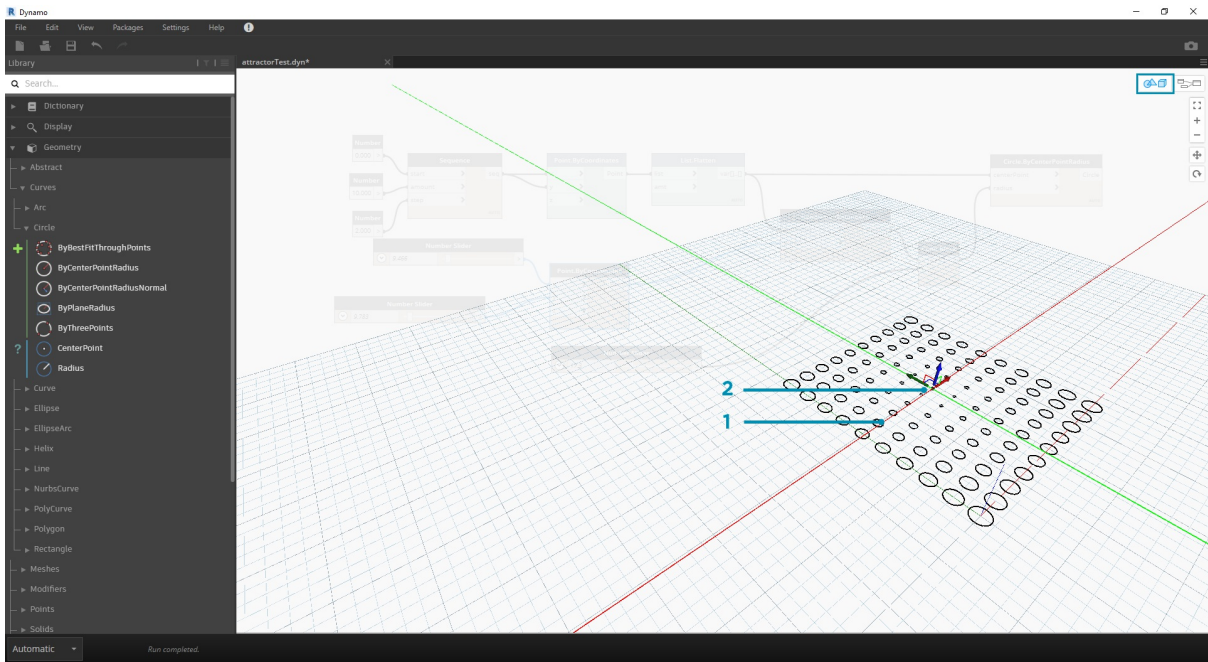 Dynamo
File Edit View Packages Settings Help
Library
attractorTest.dyn*
Search...
Dictionary
Display
Geometry
Abstract
Curves
Arc
Circle
ByBestFitThroughPoints
ByCenterPointRadius
ByCenterPointRadiusNormal
ByPlaneRadius
ByThreePoints
CenterPoint
Radius
Curve
Ellipse
EllipseArc
Helix
Line
NurbsCurve
PolyCurve
Polygon
Rectangle
Meshes
Modifiers
Points
Solids
2
1
Automatic
Run completed.